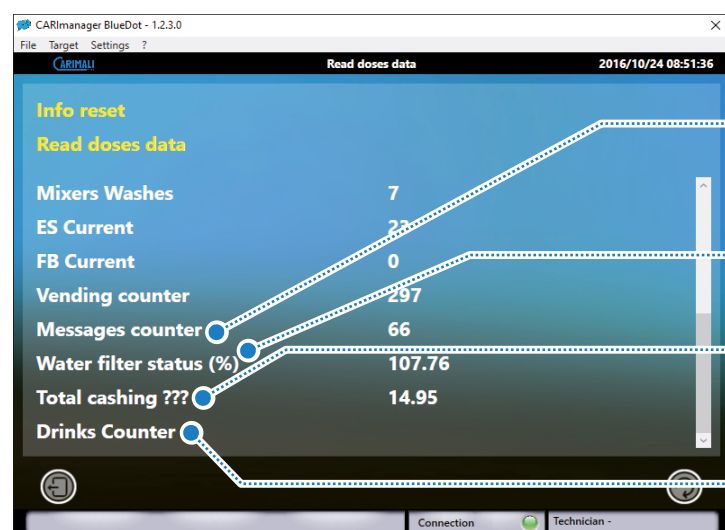 CARImanager BlueDot - 1.2.3.0
File Target Settings ?
CARIMALI Read doses data 2016/10/24 08:51:36
Info reset
Read doses data
Mixers Washes 7
ES Current 23
FB Current 0
Vending counter 297
Messages counter 66
Water filter status (%) 107.76
Total cashing ??? 14.95
Drinks Counter
Connection Technician -